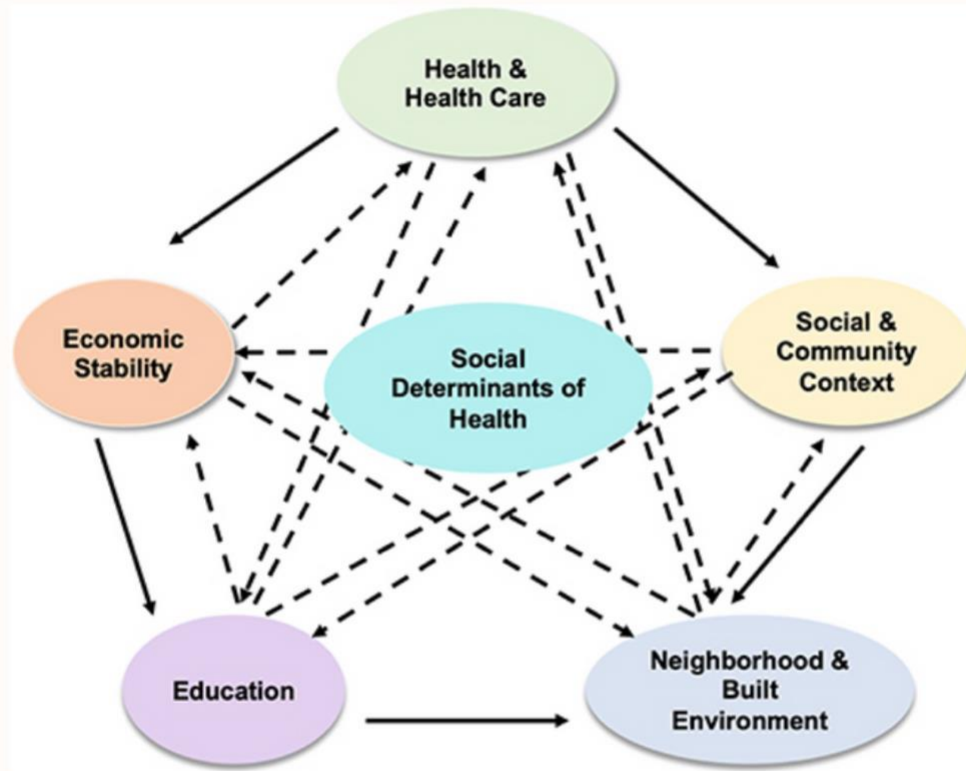 Health &
Health Care
Economic
Stability
Social
Determinants of
Health
Social &
Community
Context
Education
Neighborhood &
Built
Environment